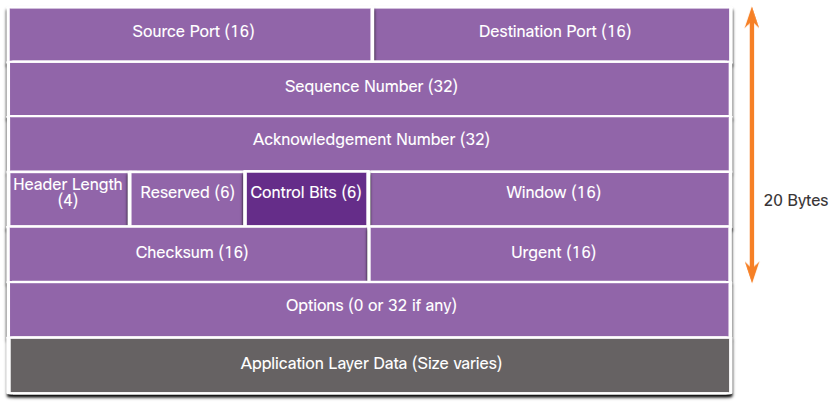 Source Port (16)
Destination Port (16)
Sequence Number (32)
Acknowledgement Number (32)
Header Length
(4)
Reserved (6)
Control Bits (6)
Window (16)
20 Bytes
Checksum (16)
Urgent (16)
Options (0 or 32 if any)
Application Layer Data (Size varies)